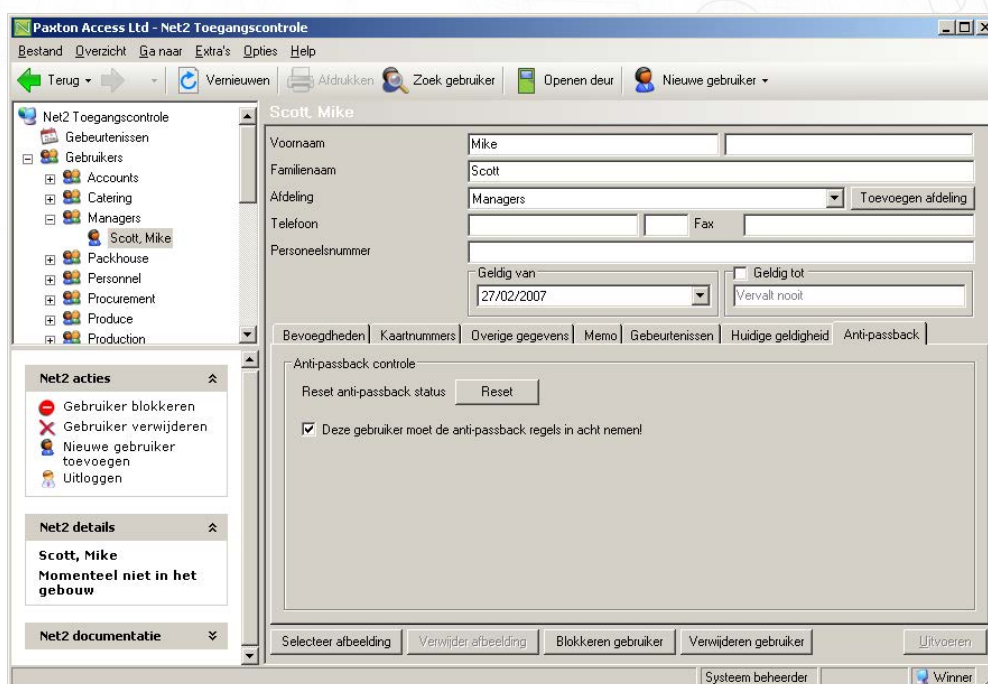 Paxton Access Ltd - Net2 Toegangscontrole
Bestand Overzicht Ga naar Extra's Opties Help
Terug Vernieuwen Afdrukken Zoek gebruiker Openen deur Nieuwe gebruiker
Net2 Toegangscontrole
Gebeurtenissen
Gebruikers
Accounts
Catering
Managers
Scott, Mike
Packhouse
Personnel
Procurement
Produce
Production
Net2 acties
Gebruiker blokkeren
Gebruiker verwijderen
Nieuwe gebruiker
toevoegen
Uitloggen
Net2 details
Scott, Mike
Momenteel niet in het
gebouw
Net2 documentatie
Scott, Mike
Voornaam Mike
Familienaam Scott
Afdeling Managers Toevoegen afdeling
Telefoon Fax
Personeelsnummer
Geldig van Geldig tot
27/02/2007 Vervalt nooit
Bevoegdheden Kaartnummers Overige gegevens Memo Gebeurtenissen Huidige geldigheid Anti-passback
Anti-passback controle
Reset anti-passback status Reset
Deze gebruiker moet de anti-passback regels in acht nemen!
Selecteer afbeelding Verwijder afbeelding Blokkeren gebruiker Verwijderen gebruiker Uitvoeren
Systeem beheerder Winner